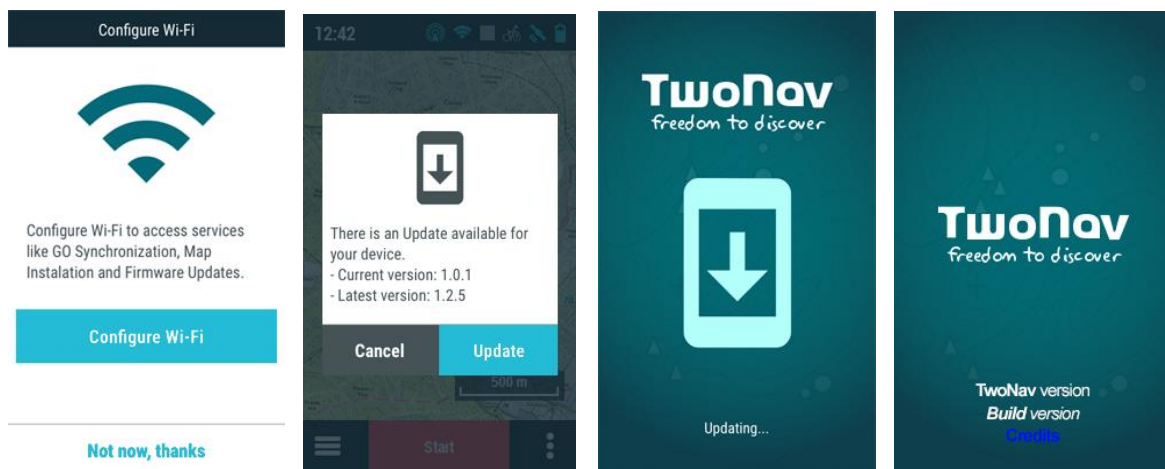 Configure Wi-Fi
Configure Wi-Fi to access services
like GO Synchronization, Map
Instalation and Firmware Updates.
Configure Wi-Fi
Not now, thanks
12:42
There is an Update available for
your device.
- Current version: 1.0.1
- Latest version: 1.2.5
Cancel
Update
500 m
Start
TwoNav
freedom to discover
Updating...
TwoNav
freedom to discover
TwoNav version
Build version
Credits